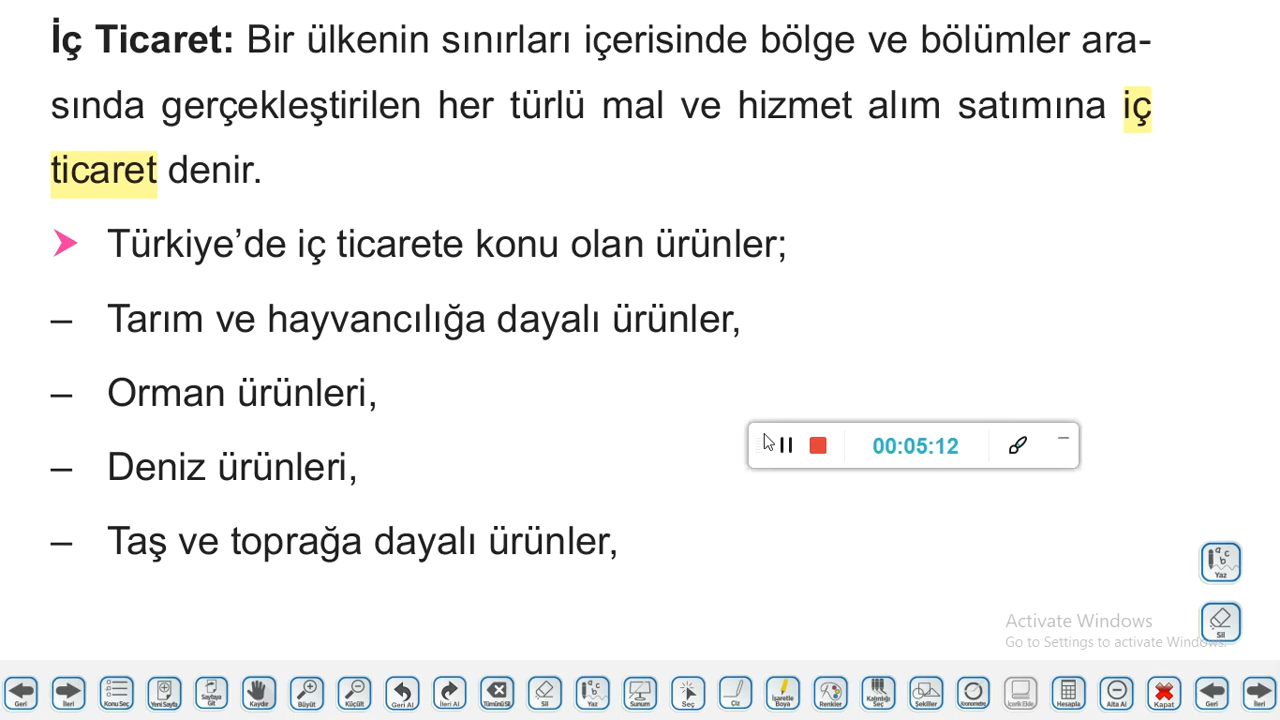 İç Ticaret: Bir ülkenin sınırları içerisinde bölge ve bölümler ara-
sında gerçekleştirilen her türlü mal ve hizmet alım satımına iç
ticaret denir.
➤ Türkiye'de iç ticarete konu olan ürünler;
– Tarım ve hayvancılığa dayalı ürünler,
– Orman ürünleri,
– Deniz ürünleri,
– Taş ve toprağa dayalı ürünler,
00:05:12
a b c
Yaz
Sil
Activate Windows
Go to Settings to activate Windows.
Geri İleri Konu Seç Yeni Sayfa Sayfaya Git Kaydır Büyüt Küçült Geri Al İleri Al Tümünü Sil Sil Yaz Sunum Seç Çiz İşaretle Boya Renkler Kalınlığı Seç Şekiller Kronometre İçerik Ekle Hesapla Alta Al Kapat Geri İleri